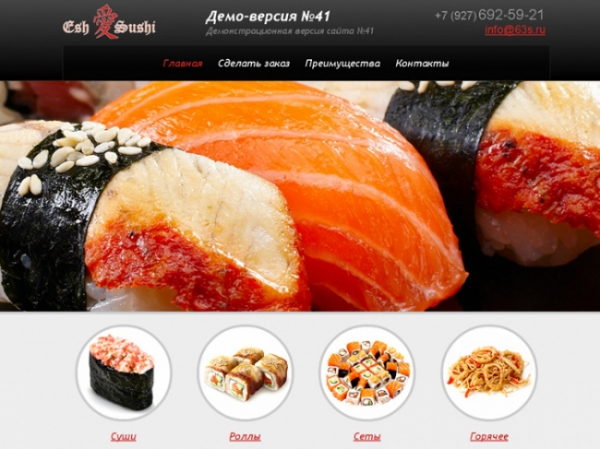 Esh 愛 Sushi
Демо-версия №41
Демонстрационная версия сайта №41
+7 (927) 692-59-21
info@63s.ru
Главная Сделать заказ Преимущества Контакты
Суши Роллы Сеты Горячее